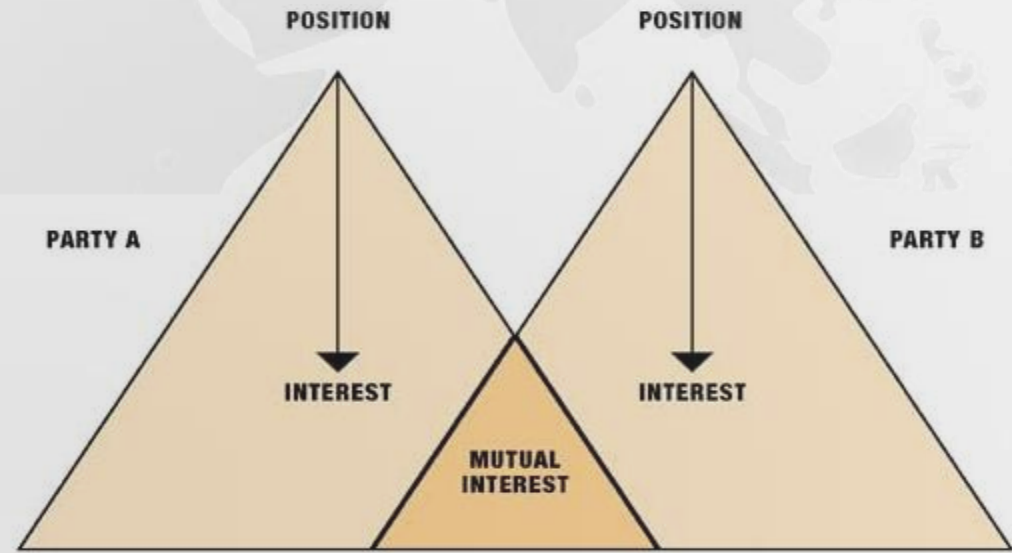 POSITION
POSITION
PARTY A
PARTY B
INTEREST
INTEREST
MUTUAL
INTEREST